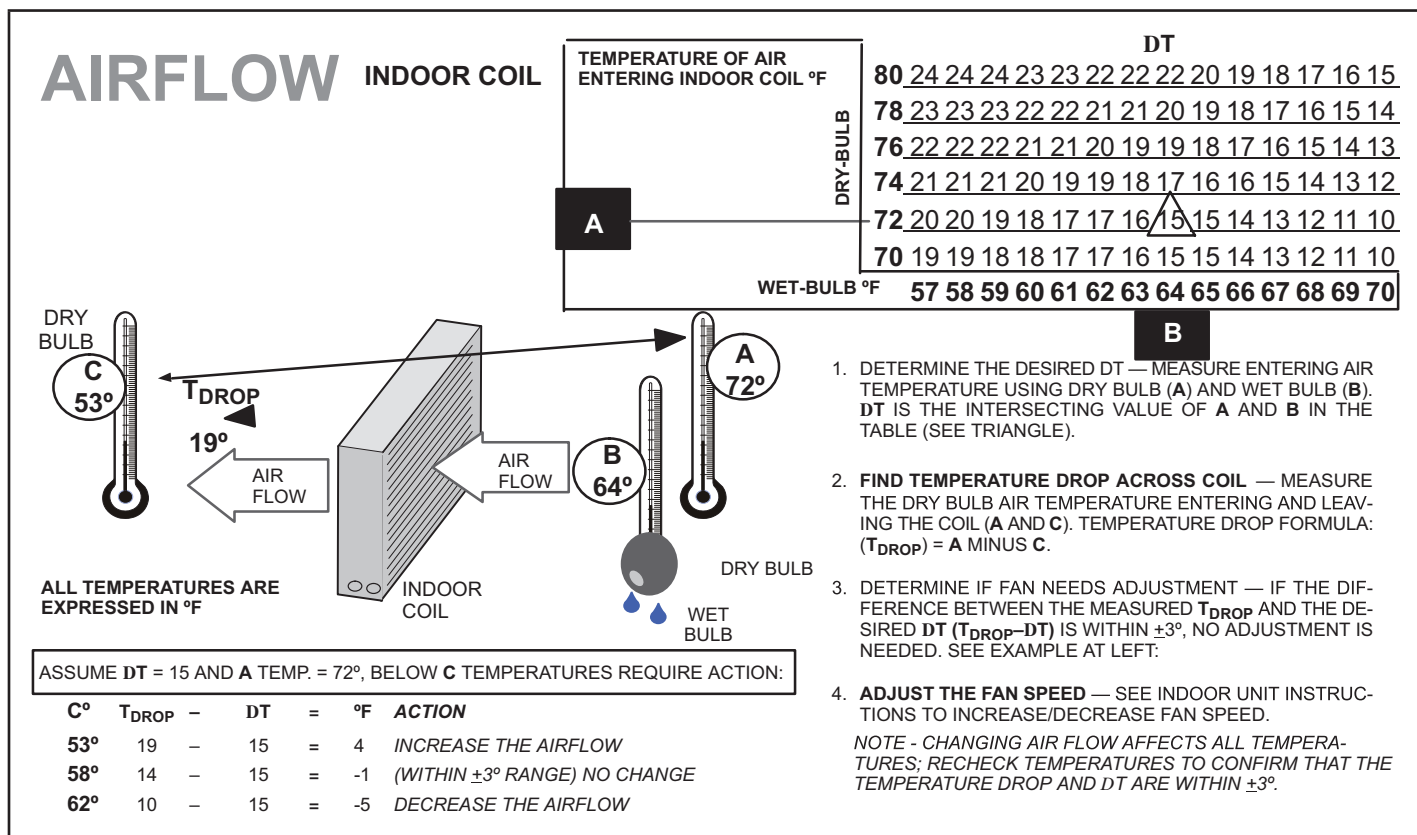 AIRFLOW INDOOR COIL
TEMPERATURE OF AIR
ENTERING INDOOR COIL ºF
DRY-BULB
DT
80 24 24 24 23 23 22 22 22 20 19 18 17 16 15
78 23 23 23 22 22 21 21 20 19 18 17 16 15 14
76 22 22 22 21 21 20 19 19 18 17 16 15 14 13
74 21 21 21 20 19 19 18 17 16 16 15 14 13 12
A
72 20 20 19 18 17 17 16 15 15 14 13 12 11 10
70 19 19 18 18 17 17 16 15 15 14 13 12 11 10
WET-BULB ºF 57 58 59 60 61 62 63 64 65 66 67 68 69 70
B
DRY
BULB
C
53º
TDROP
19º
AIR
FLOW
AIR
FLOW
A
72º
B
64º
DRY BULB
WET
BULB
INDOOR
COIL
ALL TEMPERATURES ARE
EXPRESSED IN ºF
ASSUME DT = 15 AND A TEMP. = 72º, BELOW C TEMPERATURES REQUIRE ACTION:
Cº TDROP – DT = ºF ACTION
53º 19 – 15 = 4 INCREASE THE AIRFLOW
58º 14 – 15 = -1 (WITHIN +3º RANGE) NO CHANGE
62º 10 – 15 = -5 DECREASE THE AIRFLOW
1. DETERMINE THE DESIRED DT — MEASURE ENTERING AIR
TEMPERATURE USING DRY BULB (A) AND WET BULB (B).
DT IS THE INTERSECTING VALUE OF A AND B IN THE
TABLE (SEE TRIANGLE).
2. FIND TEMPERATURE DROP ACROSS COIL — MEASURE
THE DRY BULB AIR TEMPERATURE ENTERING AND LEAV-
ING THE COIL (A AND C). TEMPERATURE DROP FORMULA:
(TDROP) = A MINUS C.
3. DETERMINE IF FAN NEEDS ADJUSTMENT — IF THE DIF-
FERENCE BETWEEN THE MEASURED TDROP AND THE DE-
SIRED DT (TDROP–DT) IS WITHIN +3º, NO ADJUSTMENT IS
NEEDED. SEE EXAMPLE AT LEFT:
4. ADJUST THE FAN SPEED — SEE INDOOR UNIT INSTRUC-
TIONS TO INCREASE/DECREASE FAN SPEED.
NOTE - CHANGING AIR FLOW AFFECTS ALL TEMPERA-
TURES; RECHECK TEMPERATURES TO CONFIRM THAT THE
TEMPERATURE DROP AND DT ARE WITHIN +3º.